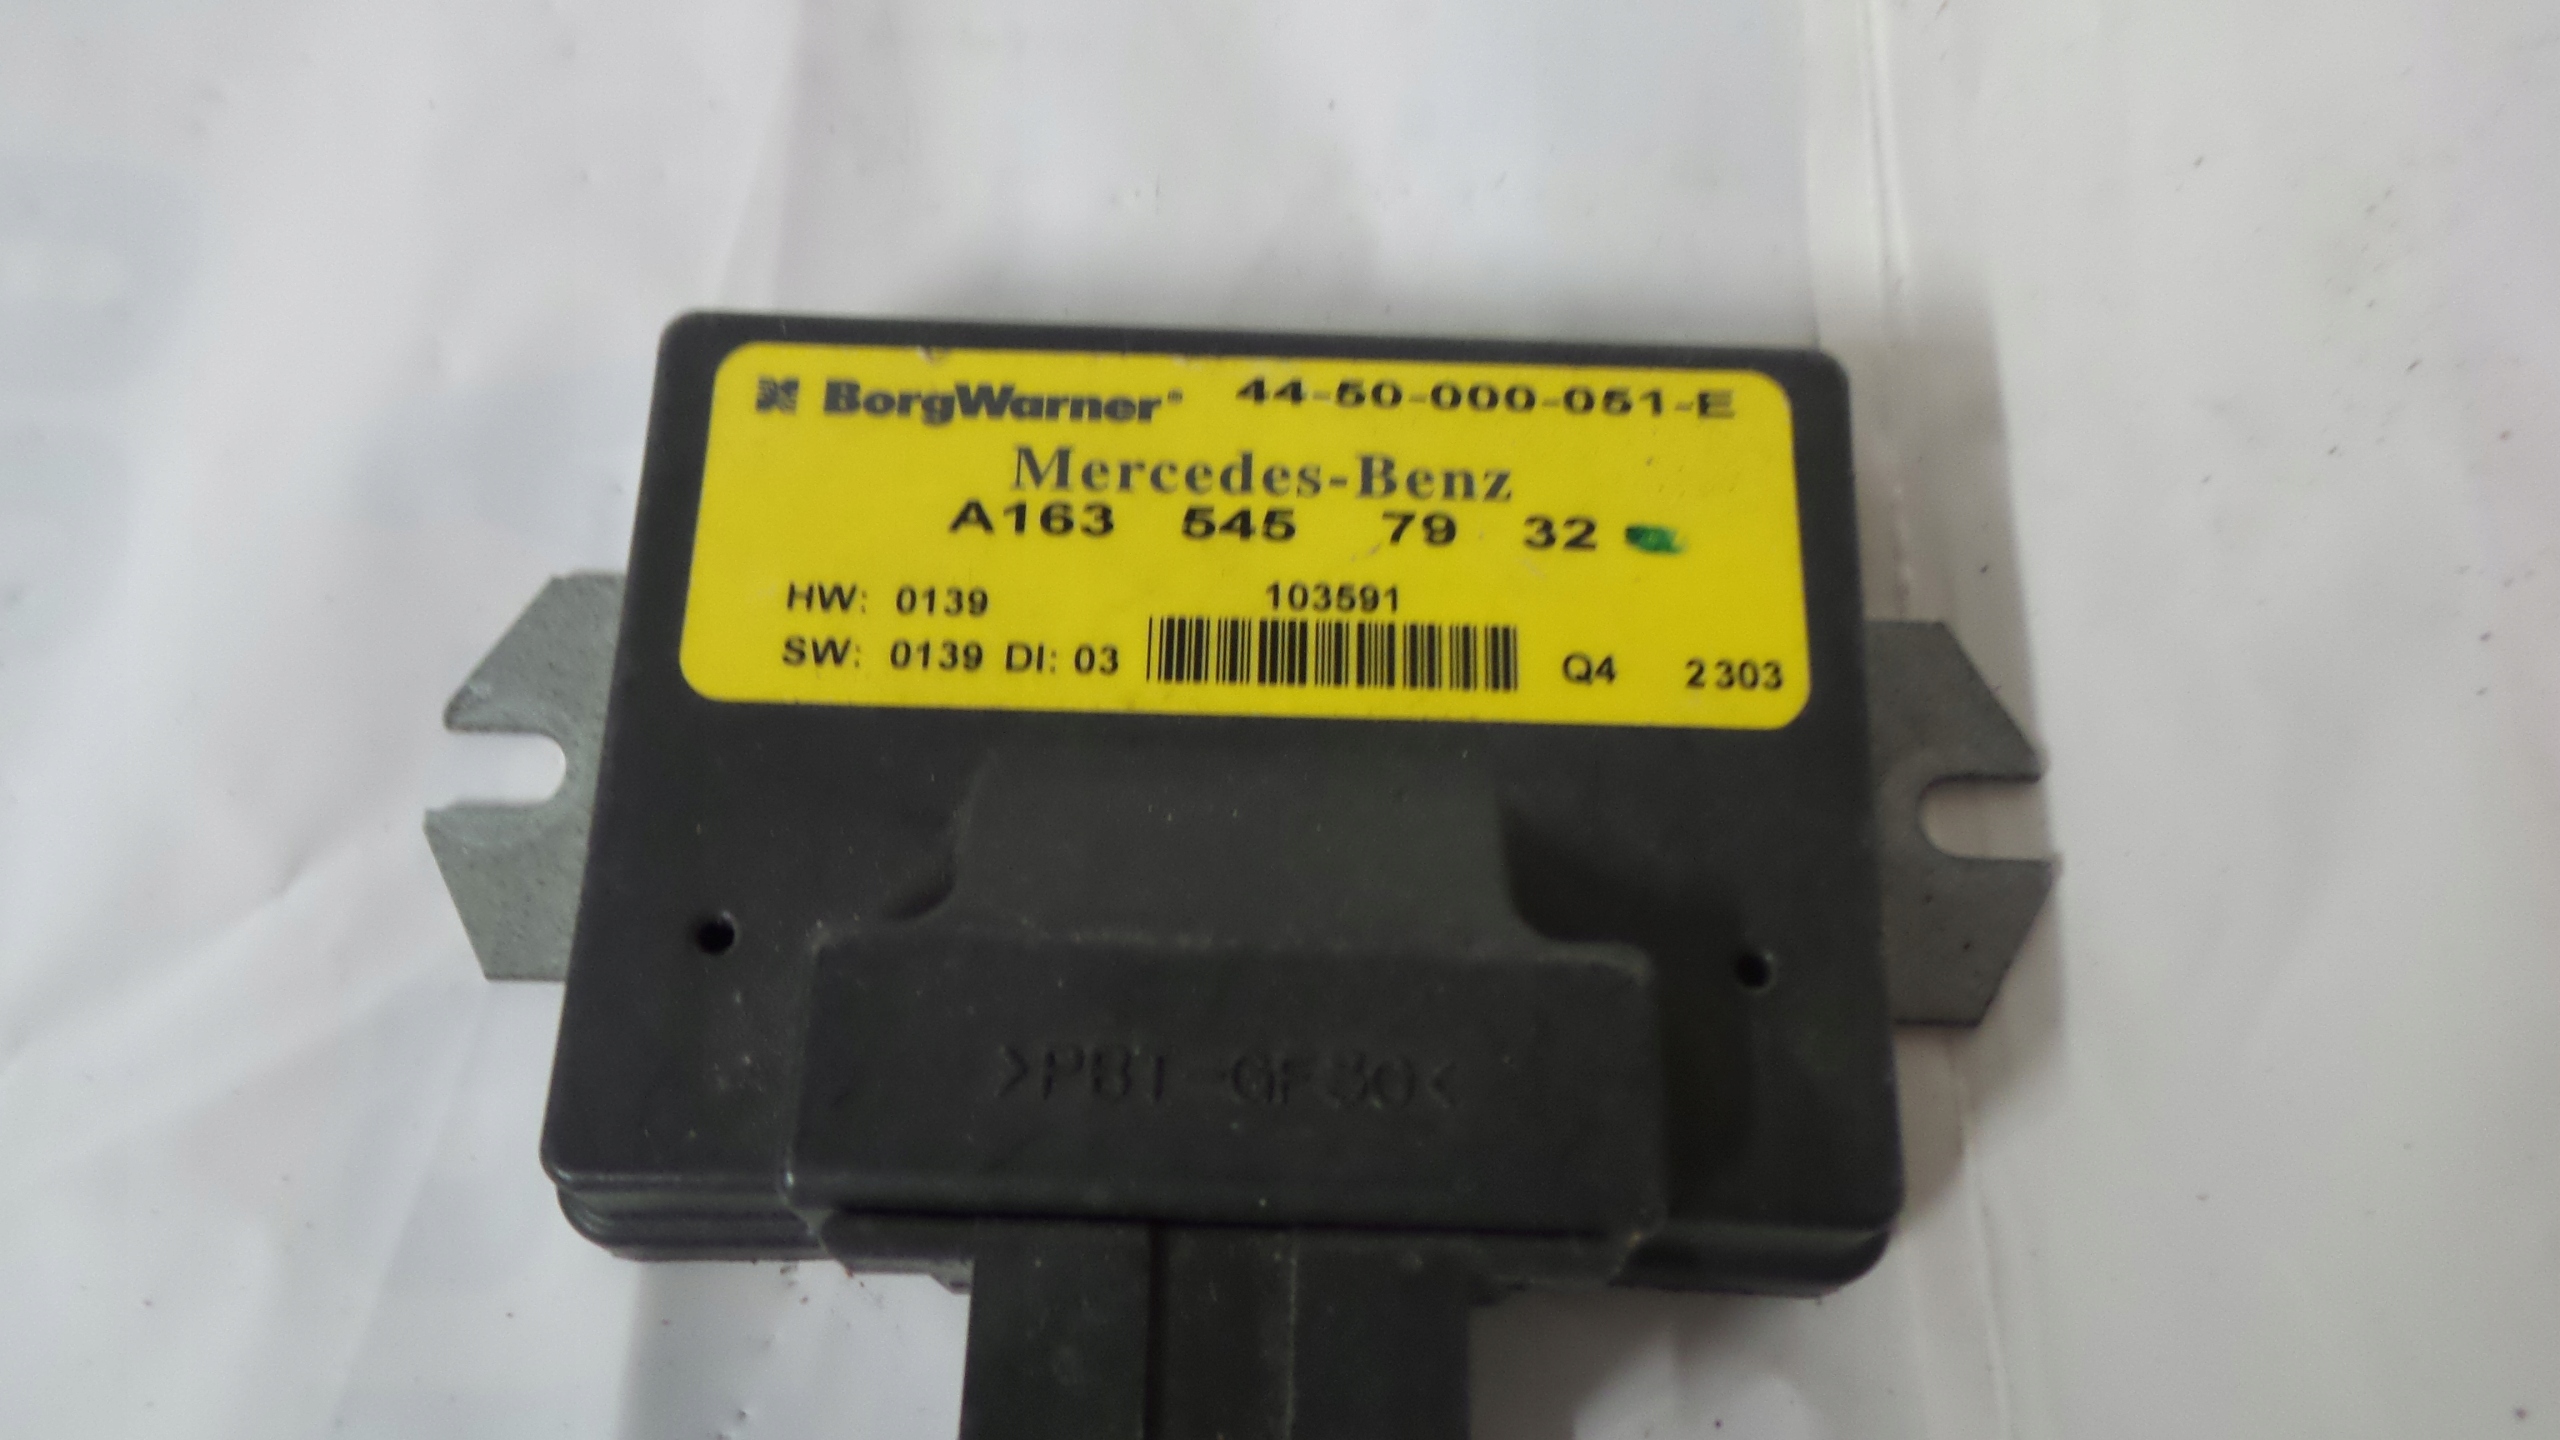 BorgWarner® 44-50-000-051-E
Mercedes-Benz
A163 545 79 32
HW: 0139 103591
SW: 0139 DI: 03 Q4 2303
>PBT-GF30<